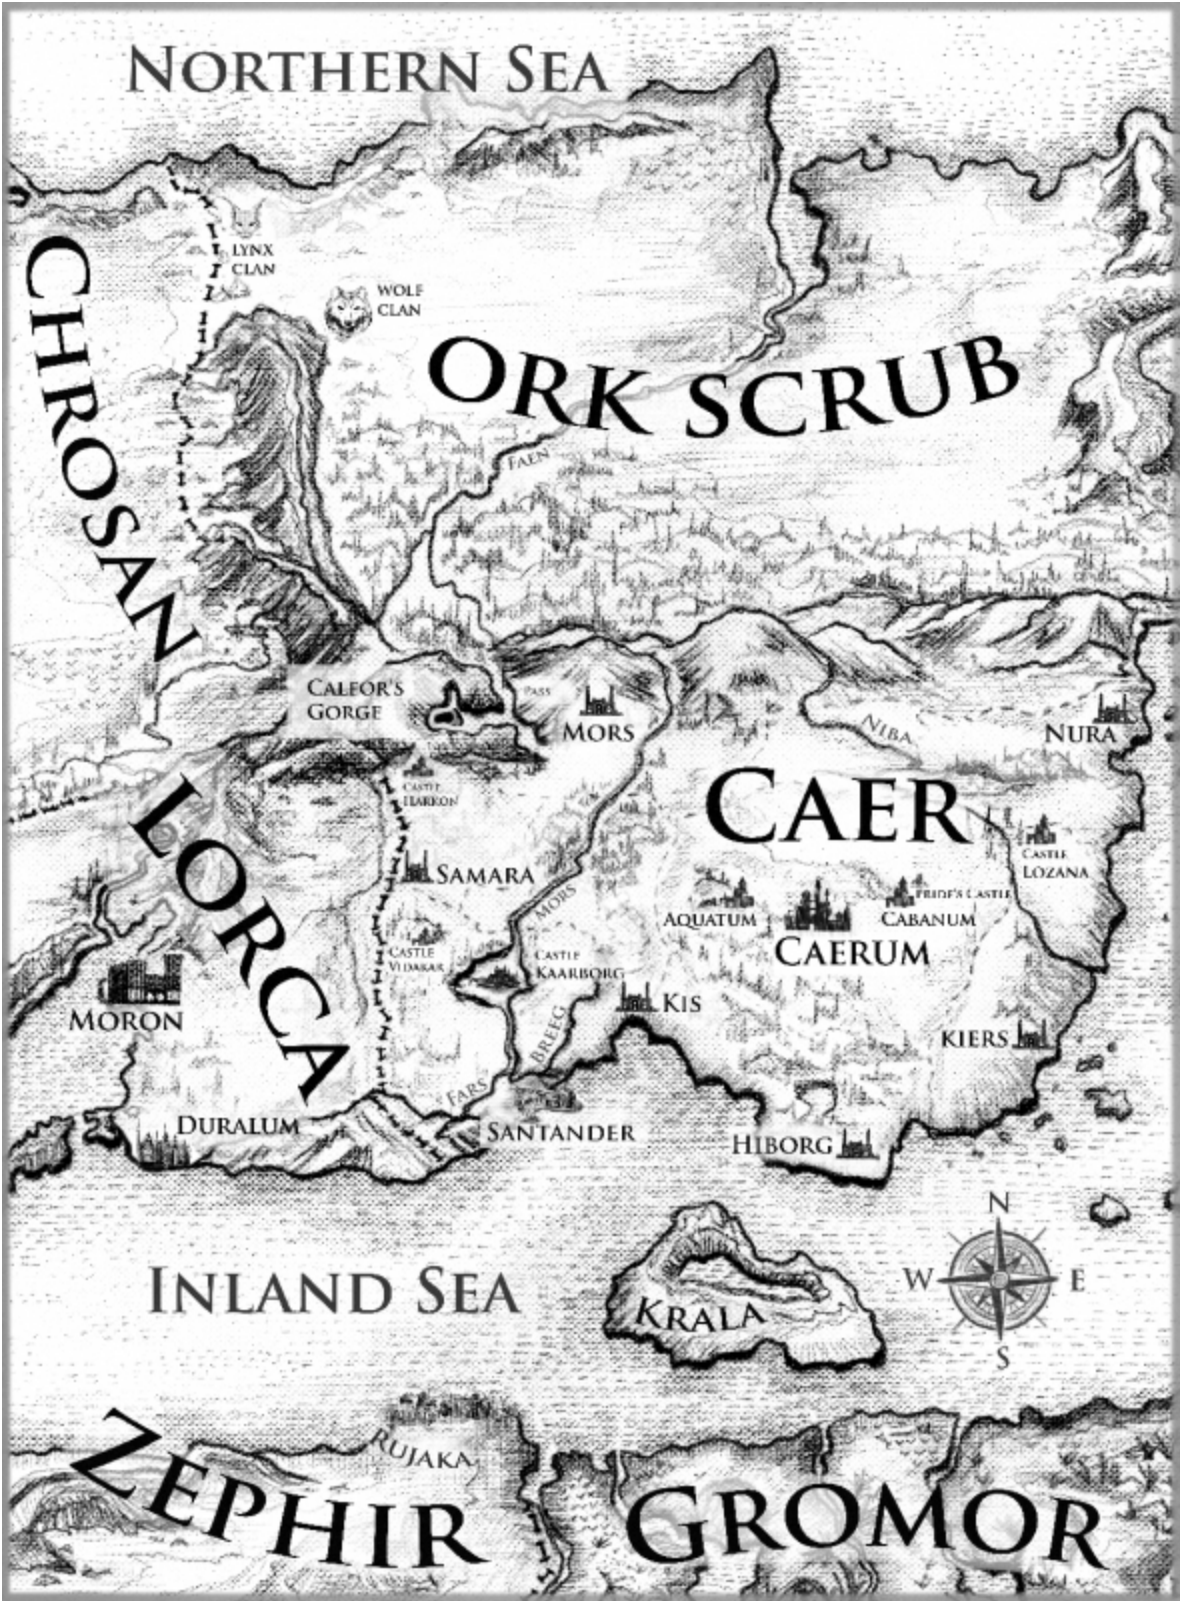 NORTHERN SEA
LYNX
CLAN
WOLF
CLAN
CHROSAN
ORK SCRUB
FAEN
CALFOR'S
GORGE
PASS
MORS
NIBA
NURA
CASTLE
HARKON
LORCA
CAER
SAMARA
MORS
CASTLE
LOZANA
AQUATUM
PRIDE'S CASTLE
CABANUM
CAERUM
CASTLE
VIDAKAR
CASTLE
KAARBORG
KIS
MORON
BREEG
KIERS
FARS
DURALUM
SANTANDER
HIBORG
INLAND SEA
KRALA
N
W
E
S
RUJAKA
ZEPHIR
GROMOR